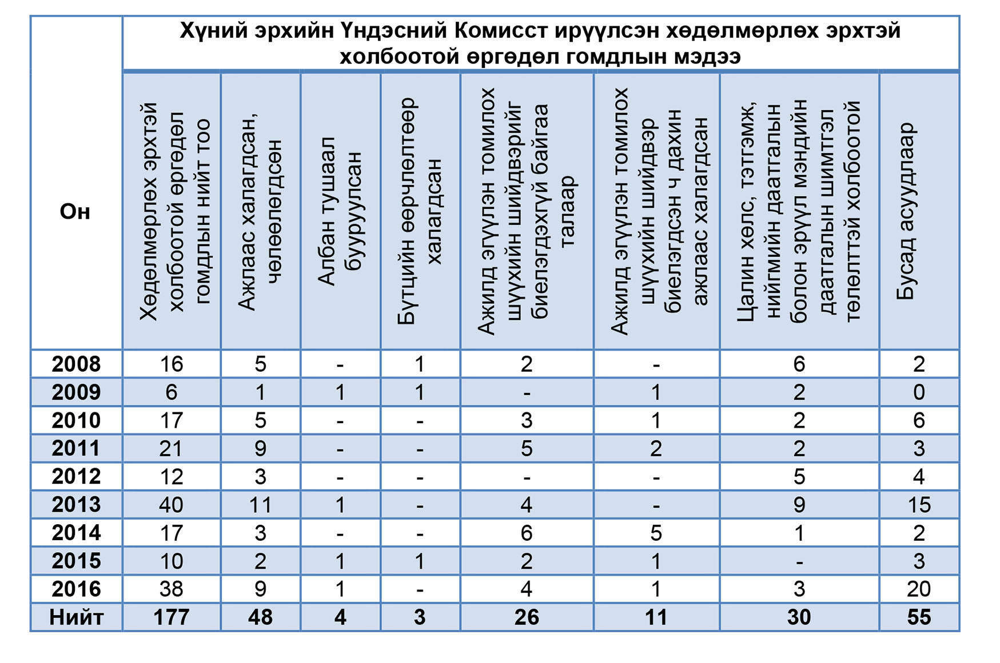 Хүний эрхийн Үндэсний Комисст ирүүлсэн хөдөлмөрлөх эрхтэй
холбоотой өргөдөл гомдлын мэдээ
Он
Хөдөлмөрлөх эрхтэй
холбоотой өргөдөл
гомдлын нийт тоо
Ажлаас халагдсан,
чөлөөлөгдсөн
Албан тушаал
бууруулсан
Бүтцийн өөрчлөлтөөр
халагдсан
Ажилд эгүүлэн томилох
шүүхийн шийдвэрийг
биелэгдэхгүй байгаа
талаар
Ажилд эгүүлэн томилох
шүүхийн шийдвэр
биелэгдсэн ч дахин
ажлаас халагдсан
Цалин хөлс, тэтгэмж,
нийгмийн даатгалын
болон эрүүл мэндийн
даатгалын шимтгэл
төлөлттэй холбоотой
Бусад асуудлаар
2008 16 5 - 1 2 - 6 2
2009 6 1 1 1 - 1 2 0
2010 17 5 - - 3 1 2 6
2011 21 9 - - 5 2 2 3
2012 12 3 - - - - 5 4
2013 40 11 1 - 4 - 9 15
2014 17 3 - - 6 5 1 2
2015 10 2 1 1 2 1 - 3
2016 38 9 1 - 4 1 3 20
Нийт 177 48 4 3 26 11 30 55